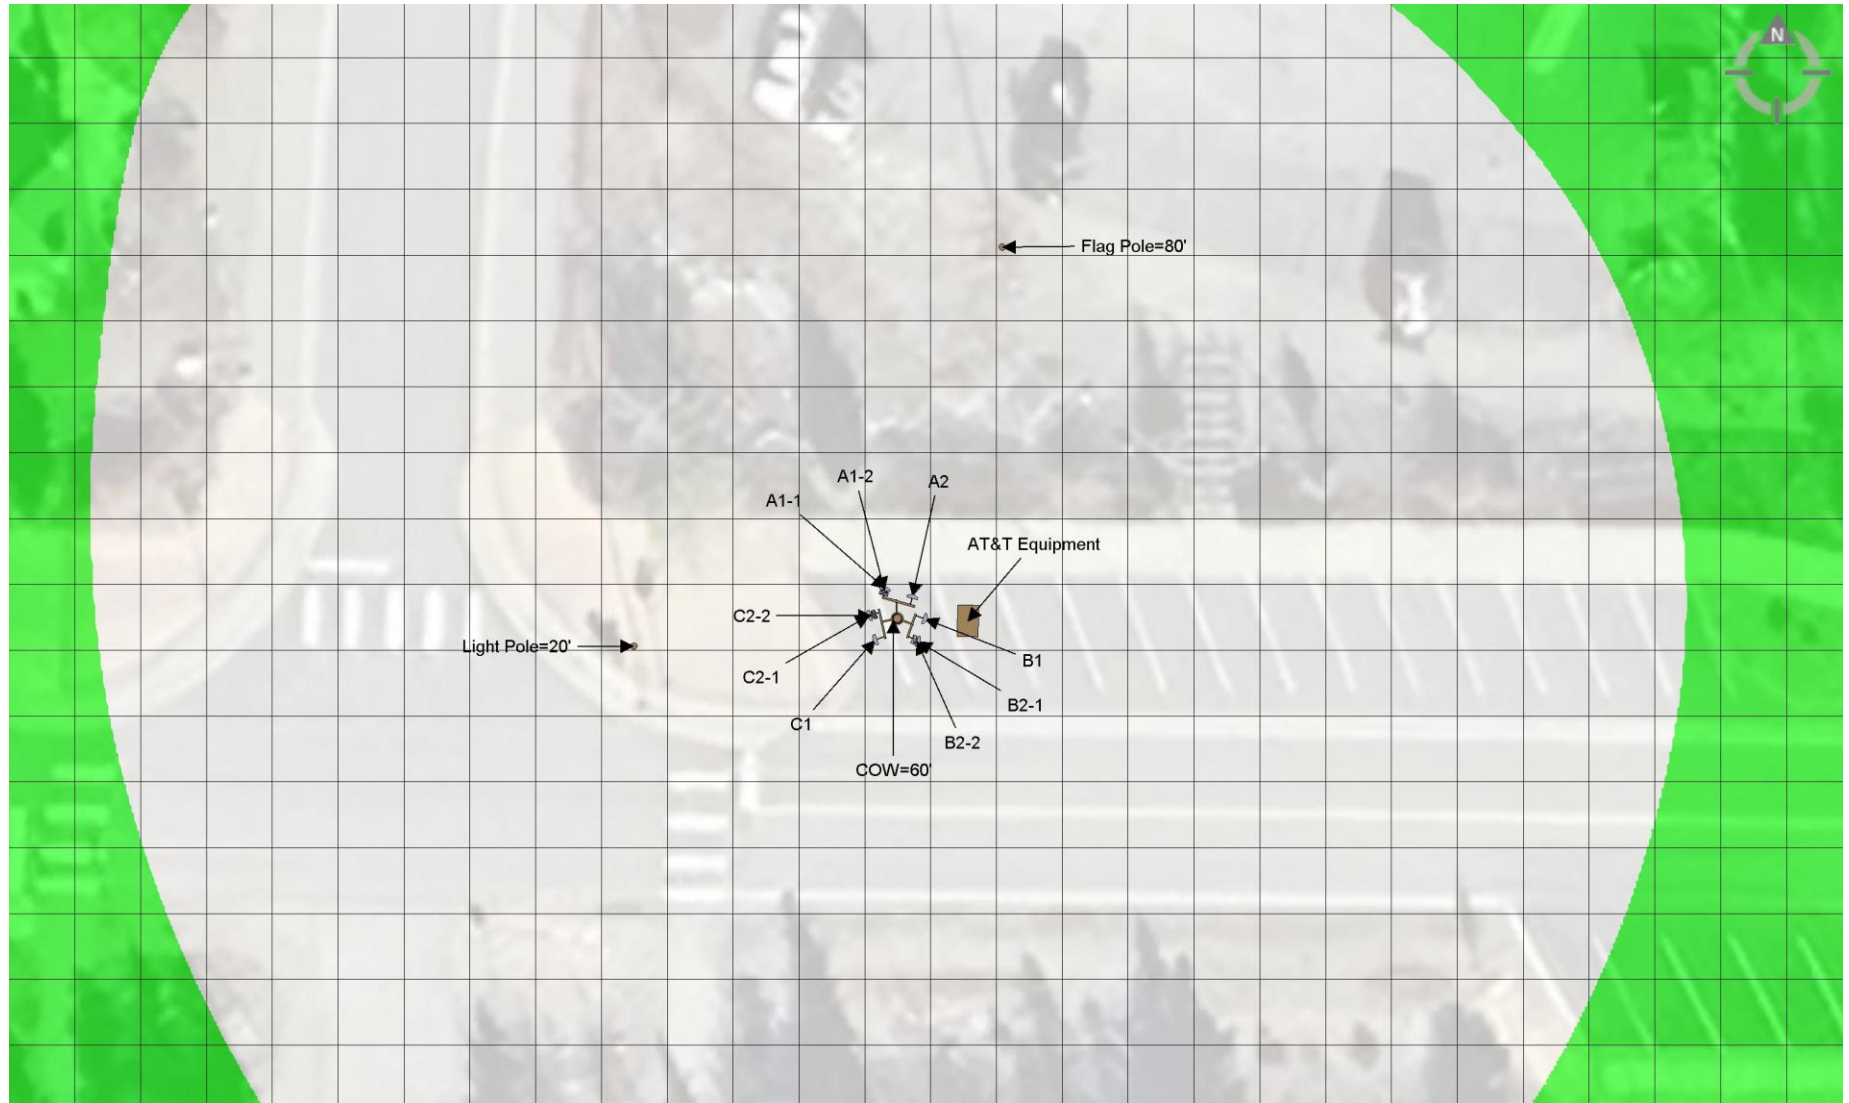 N
Flag Pole=80'
A1-2
A2
A1-1
AT&T Equipment
C2-2
Light Pole=20'
B1
C2-1
B2-1
C1
B2-2
COW=60'